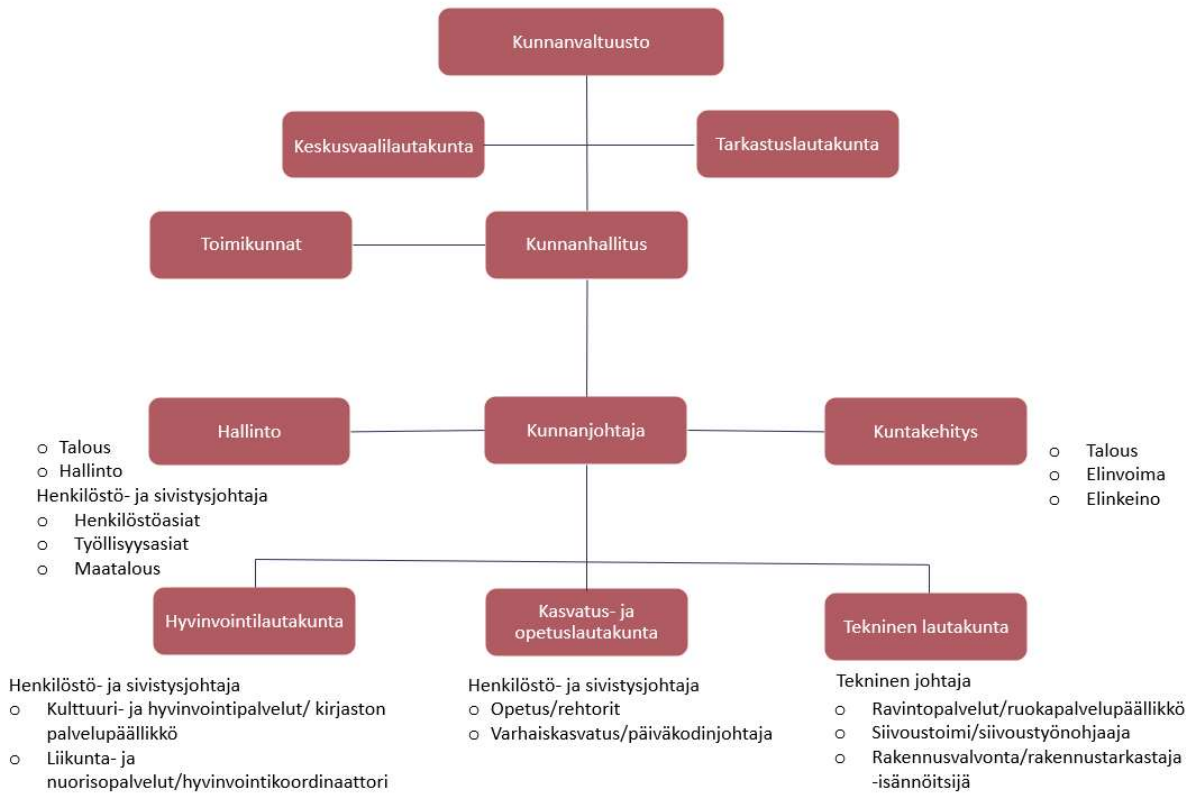 Kunnanvaltuusto
Keskusvaalilautakunta
Tarkastuslautakunta
Toimikunnat
Kunnanhallitus
Hallinto
Kunnanjohtaja
Kuntakehitys
o Talous
o Hallinto
Henkilöstö- ja sivistysjohtaja
o Henkilöstöasiat
o Työllisyysasiat
o Maatalous
o Talous
o Elinvoima
o Elinkeino
Hyvinvointilautakunta
Kasvatus- ja
opetuslautakunta
Tekninen lautakunta
Henkilöstö- ja sivistysjohtaja
o Kulttuuri- ja hyvinvointipalvelut/ kirjaston
palvelupäällikkö
o Liikunta- ja
nuorisopalvelut/hyvinvointikoordinaattori
Henkilöstö- ja sivistysjohtaja
o Opetus/rehtorit
o Varhaiskasvatus/päiväkodinjohtaja
Tekninen johtaja
o Ravintopalvelut/ruokapalvelupäällikkö
o Siivoustoimi/siivoustyönohjaaja
o Rakennusvalvonta/rakennustarkastaja
-isännöitsijä